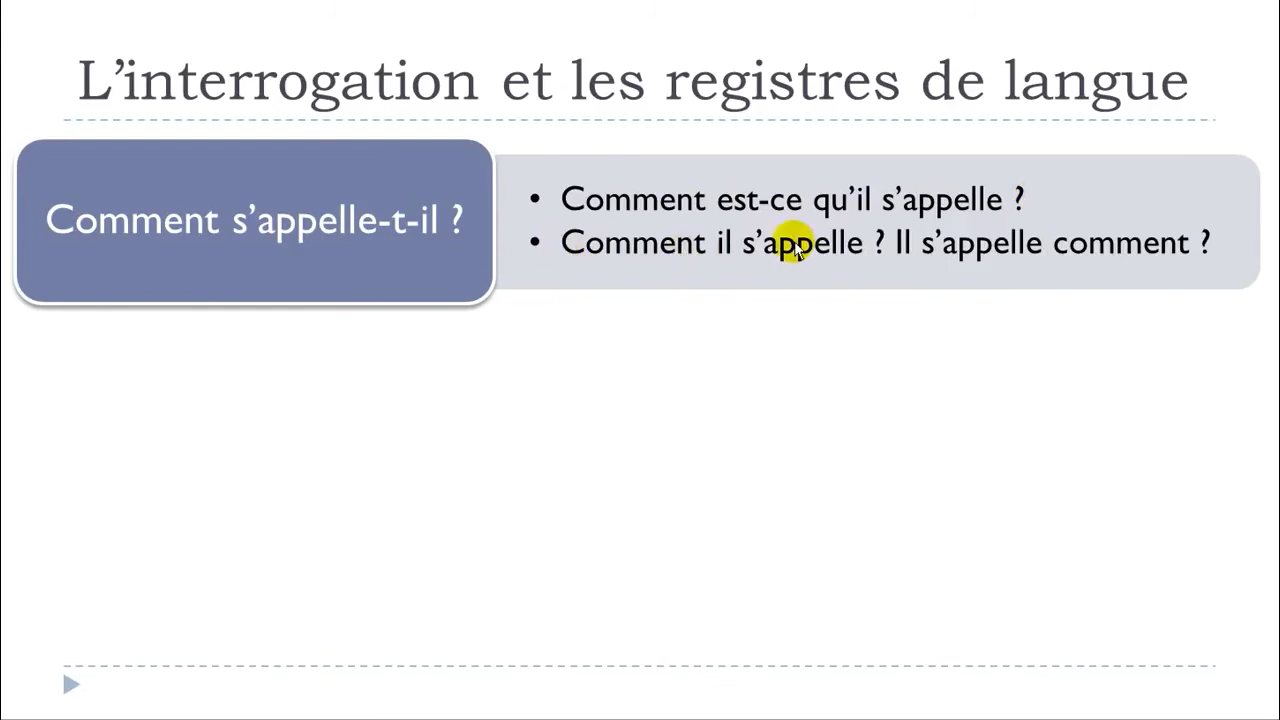 L’interrogation et les registres de langue
Comment s’appelle-t-il ?
• Comment est-ce qu’il s’appelle ?
• Comment il s’appelle ? Il s’appelle comment ?